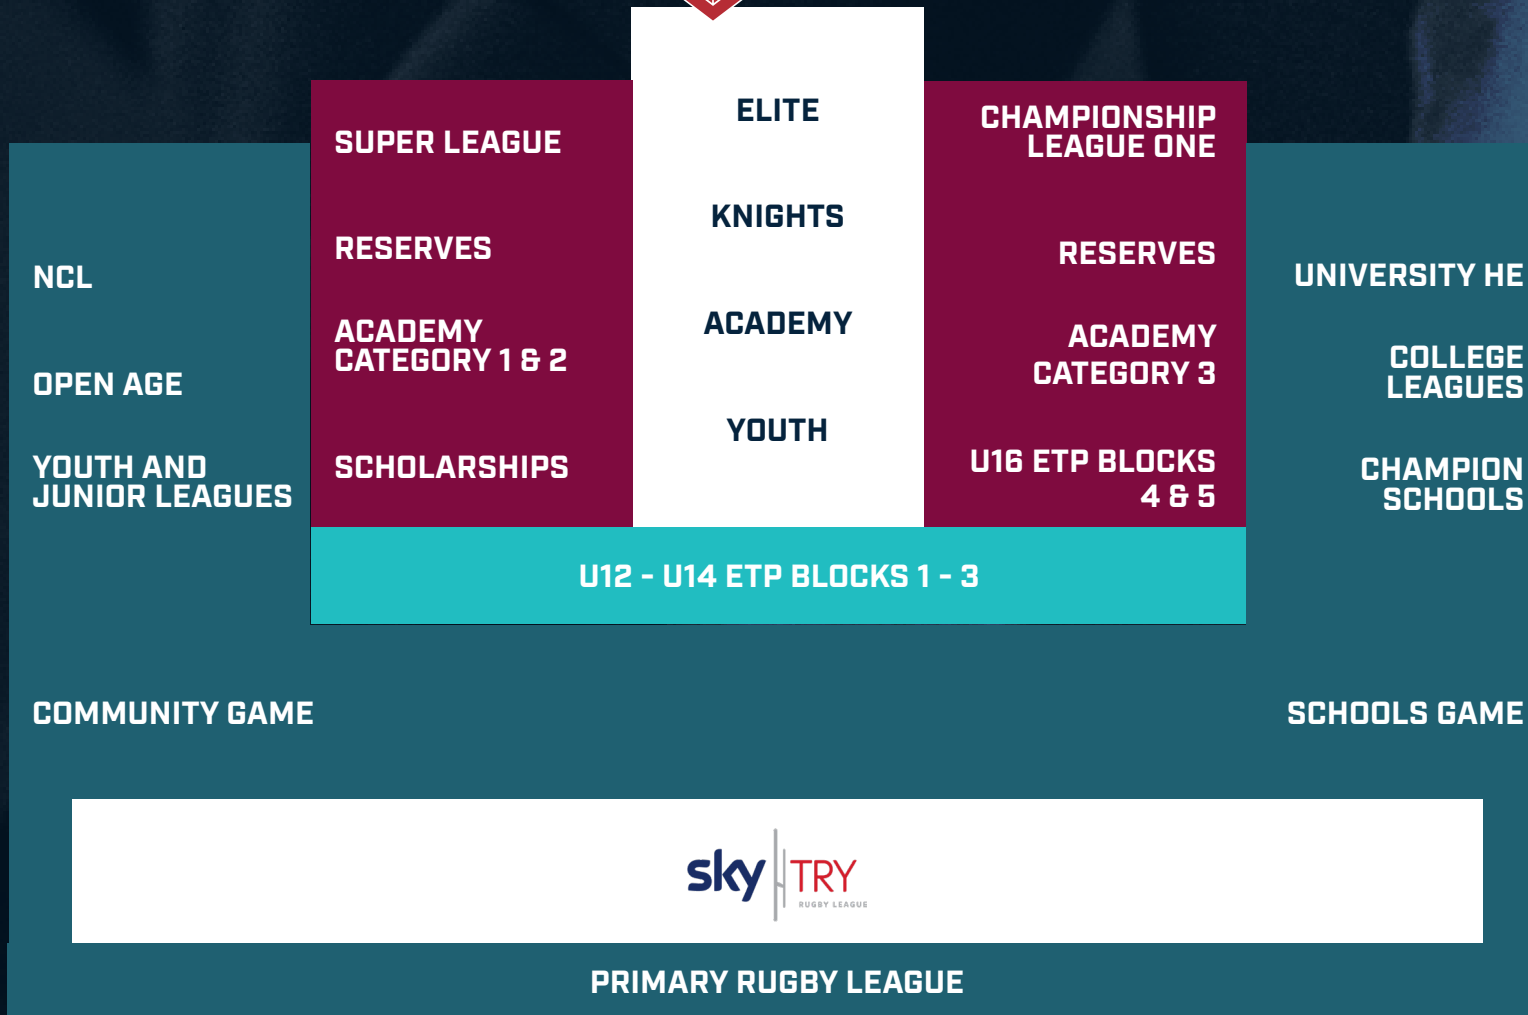 ELITE
KNIGHTS
ACADEMY
YOUTH
SUPER LEAGUE
RESERVES
ACADEMY
CATEGORY 1 & 2
SCHOLARSHIPS
CHAMPIONSHIP
LEAGUE ONE
RESERVES
ACADEMY
CATEGORY 3
U16 ETP BLOCKS
4 & 5
NCL
OPEN AGE
YOUTH AND
JUNIOR LEAGUES
UNIVERSITY HE
COLLEGE
LEAGUES
CHAMPION
SCHOOLS
U12 - U14 ETP BLOCKS 1 - 3
COMMUNITY GAME
SCHOOLS GAME
sky TRY
RUGBY LEAGUE
PRIMARY RUGBY LEAGUE